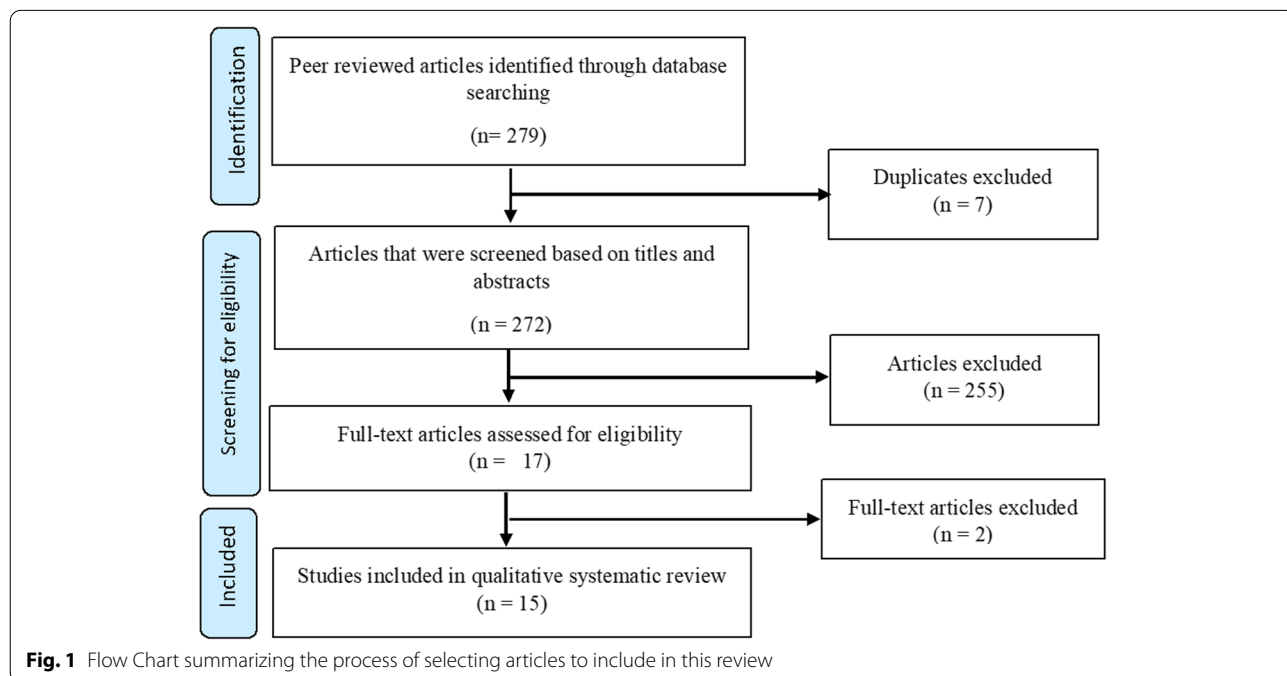 Identification
Peer reviewed articles identified through database
searching
(n= 279)
Duplicates excluded
(n = 7)
Screening for eligibility
Articles that were screened based on titles and
abstracts
(n = 272)
Articles excluded
(n = 255)
Full-text articles assessed for eligibility
(n = 17)
Full-text articles excluded
(n = 2)
Included
Studies included in qualitative systematic review
(n = 15)
Fig. 1 Flow Chart summarizing the process of selecting articles to include in this review